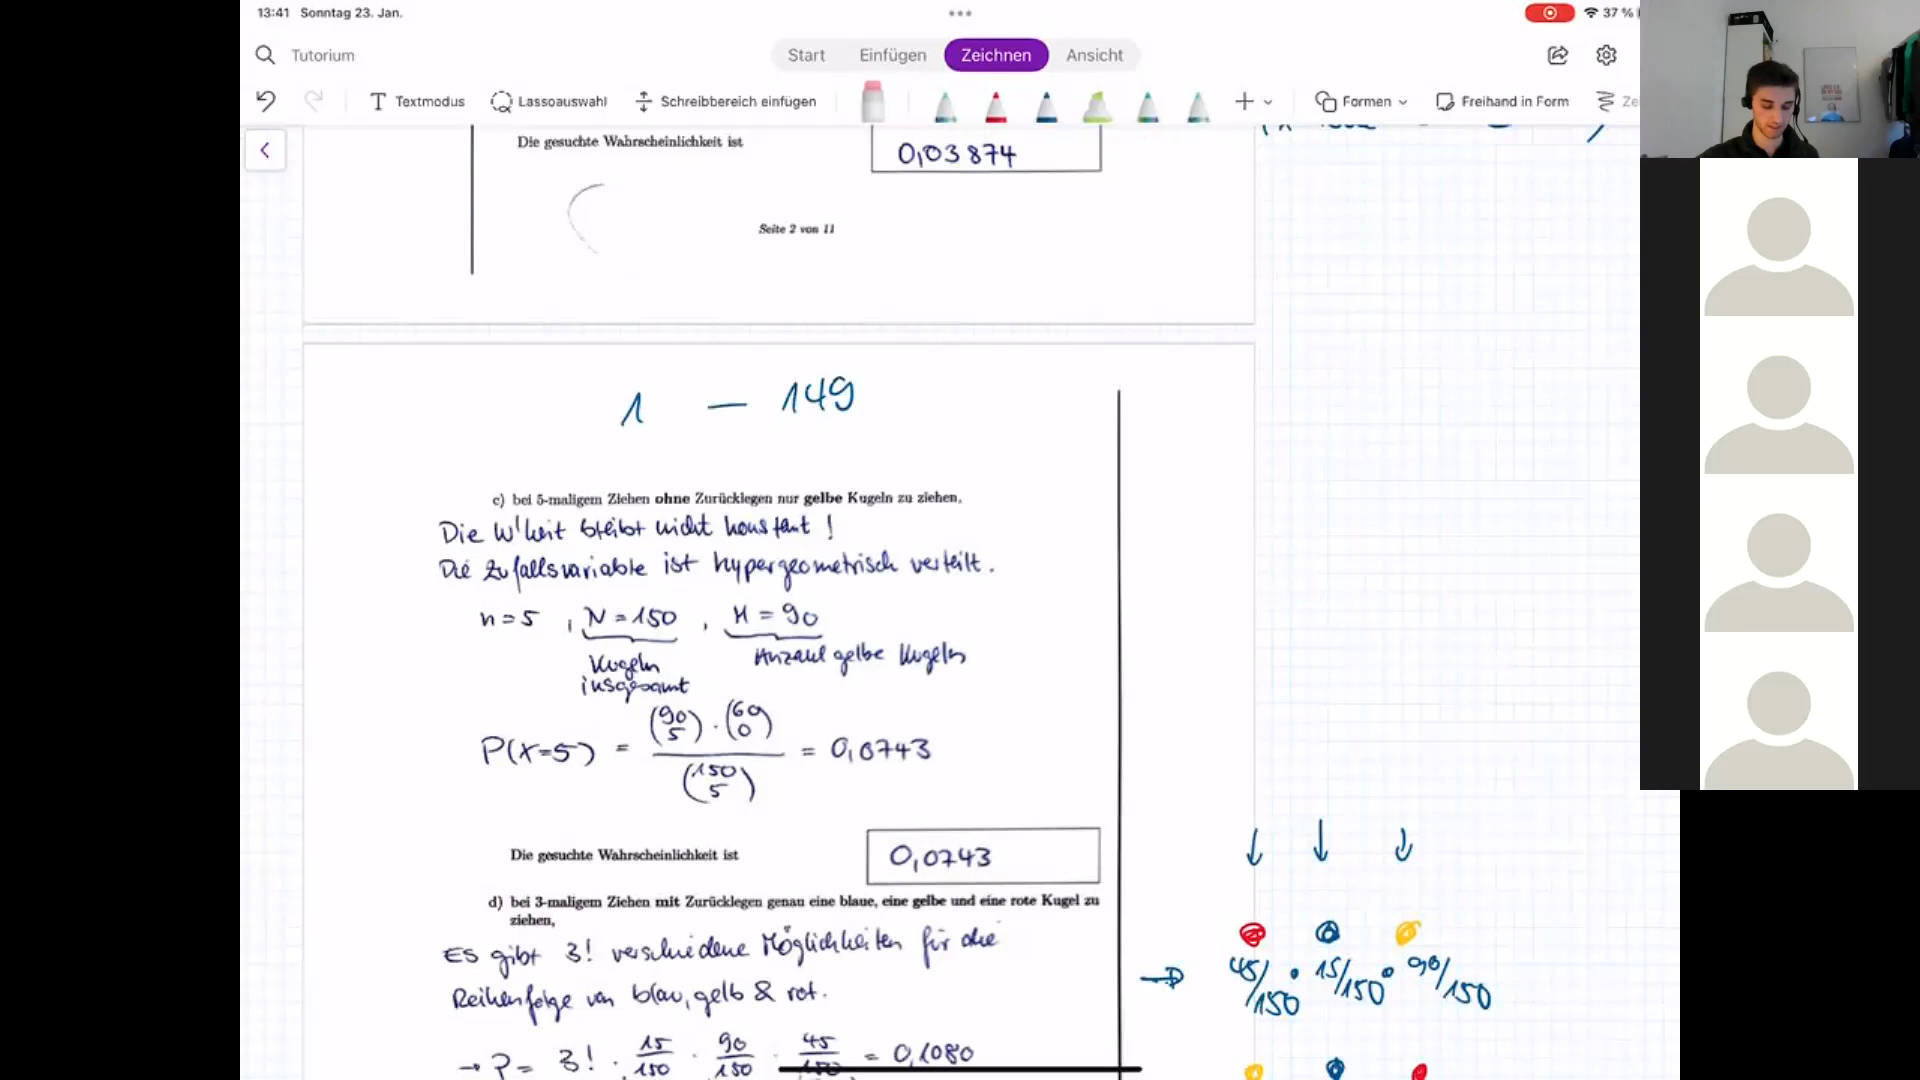 13:41 Sonntag 23. Jan.
37 %
Tutorium
Start Einfügen Zeichnen Ansicht
Textmodus Lassoauswahl Schreibbereich einfügen Formen Freihand in Form
Die gesuchte Wahrscheinlichkeit ist
0,03874
Seite 2 von 11
1 — 149
c) bei 5-maligem Ziehen ohne Zurücklegen nur gelbe Kugeln zu ziehen,
Die W'keit bleibt nicht konstant !
Die Zufallsvariable ist hypergeometrisch verteilt.
n=5 , N=150 , M=90
Kugeln insgesamt
Anzahl gelbe Kugeln
P(X=5) = (90 5) · (60 0) / (150 5) = 0,0743
Die gesuchte Wahrscheinlichkeit ist
0,0743
d) bei 3-maligem Ziehen mit Zurücklegen genau eine blaue, eine gelbe und eine rote Kugel zu
ziehen,
Es gibt 3! verschiedene Möglichkeiten für die
Reihenfolge von blau, gelb & rot.
→ P = 3! · 15/150 · 90/150 · 45/150 = 0,1080
→ 45/150 · 15/150 · 90/150